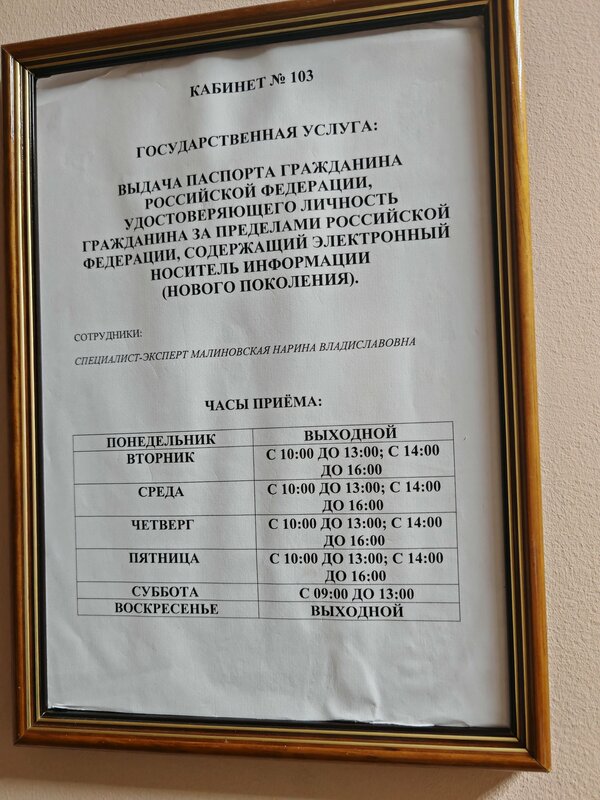 КАБИНЕТ № 103
ГОСУДАРСТВЕННАЯ УСЛУГА:
ВЫДАЧА ПАСПОРТА ГРАЖДАНИНА
РОССИЙСКОЙ ФЕДЕРАЦИИ,
УДОСТОВЕРЯЮЩЕГО ЛИЧНОСТЬ
ГРАЖДАНИНА ЗА ПРЕДЕЛАМИ РОССИЙСКОЙ
ФЕДЕРАЦИИ, СОДЕРЖАЩИЙ ЭЛЕКТРОННЫЙ
НОСИТЕЛЬ ИНФОРМАЦИИ
(НОВОГО ПОКОЛЕНИЯ).
СОТРУДНИКИ:
СПЕЦИАЛИСТ-ЭКСПЕРТ МАЛИНОВСКАЯ НАРИНА ВЛАДИСЛАВОВНА
ЧАСЫ ПРИЁМА:
ПОНЕДЕЛЬНИК ВЫХОДНОЙ
ВТОРНИК С 10:00 ДО 13:00; С 14:00
ДО 16:00
СРЕДА С 10:00 ДО 13:00; С 14:00
ДО 16:00
ЧЕТВЕРГ С 10:00 ДО 13:00; С 14:00
ДО 16:00
ПЯТНИЦА С 10:00 ДО 13:00; С 14:00
ДО 16:00
СУББОТА С 09:00 ДО 13:00
ВОСКРЕСЕНЬЕ ВЫХОДНОЙ